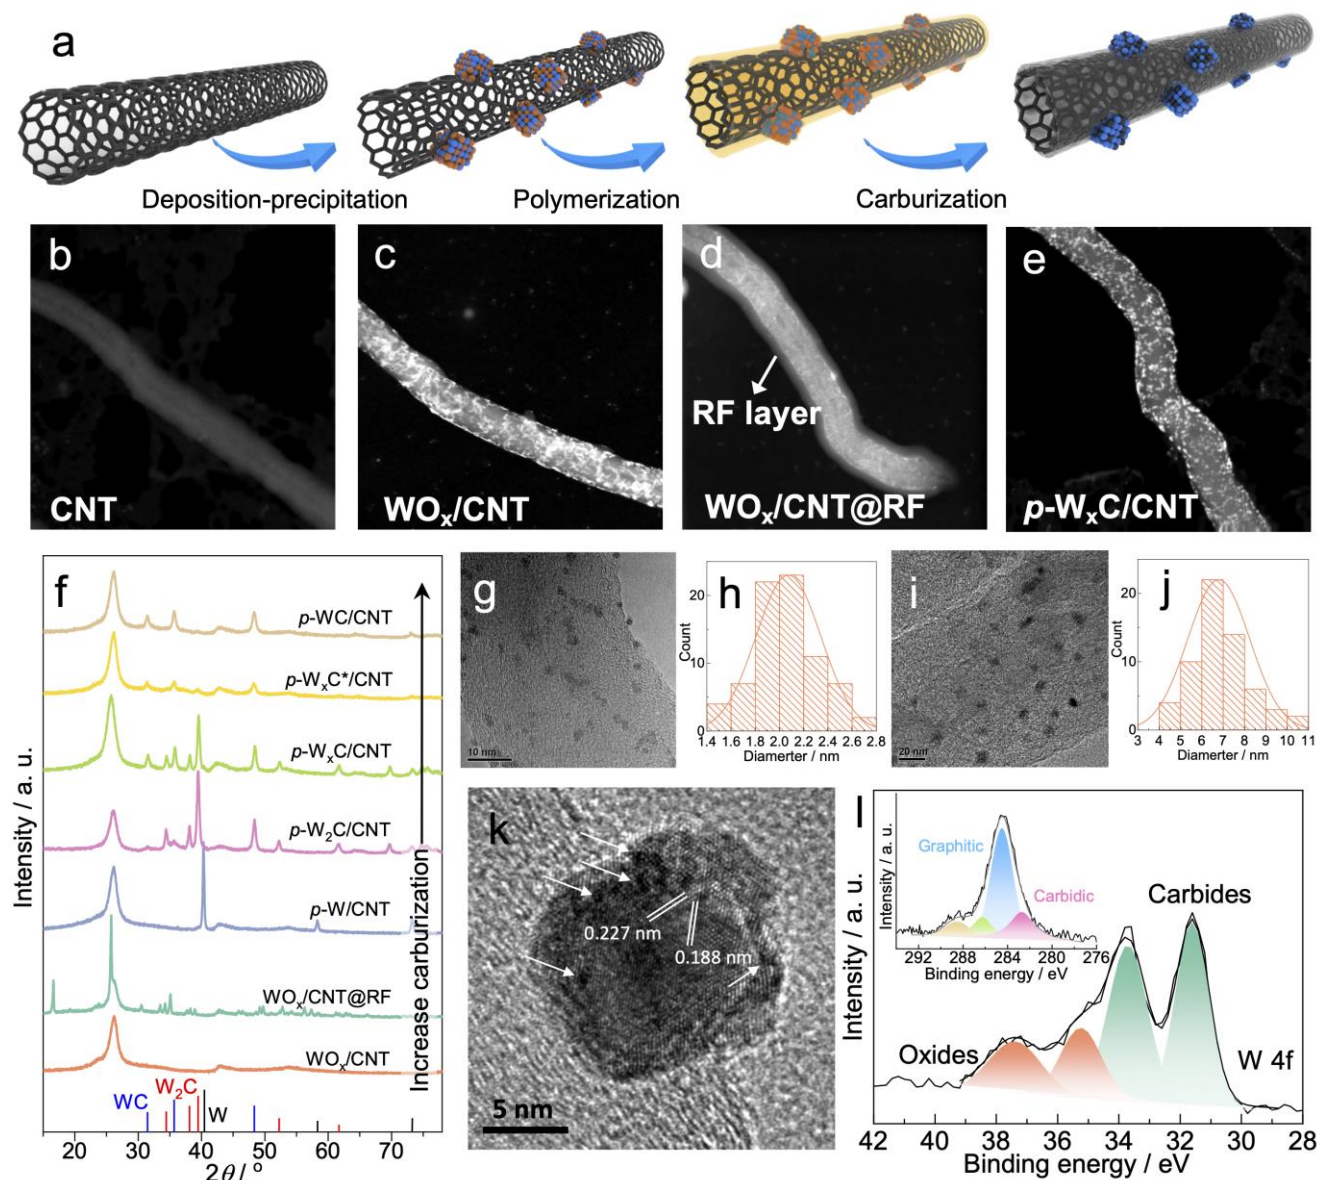 a
Deposition-precipitation
Polymerization
Carburization
b
CNT
c
WOₓ/CNT
d
RF layer
WOₓ/CNT@RF
e
p-WₓC/CNT
f
Intensity / a. u.
p-WC/CNT
p-WₓC*/CNT
p-WₓC/CNT
p-W₂C/CNT
p-W/CNT
WOₓ/CNT@RF
WOₓ/CNT
Increase carburization
WC
W₂C
W
20 30 40 50 60 70
2θ / °
g
10 nm
h
Count
20
10
0
1.4 1.6 1.8 2.0 2.2 2.4 2.6 2.8
Diamerter / nm
i
20 nm
j
Count
20
10
0
3 4 5 6 7 8 9 10 11
Diamerter / nm
k
0.227 nm
0.188 nm
5 nm
l
Intensity / a. u.
Graphitic
Carbidic
Intensity / a. u.
292 288 284 280 276
Binding energy / eV
Carbides
Oxides
W 4f
42 40 38 36 34 32 30 28
Binding energy / eV